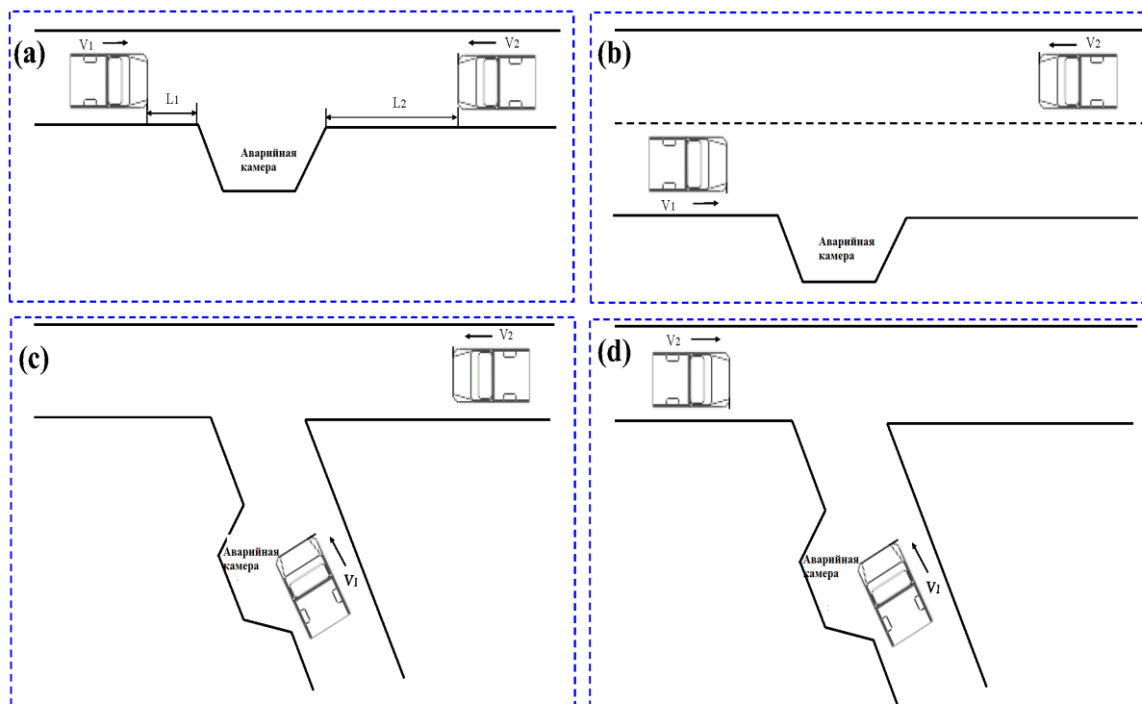 (a)
V1
V2
L1
L2
Аварийная
камера
(b)
V2
V1
Аварийная
камера
(c)
V2
Аварийная
камера
V1
(d)
V2
Аварийная
камера
V1